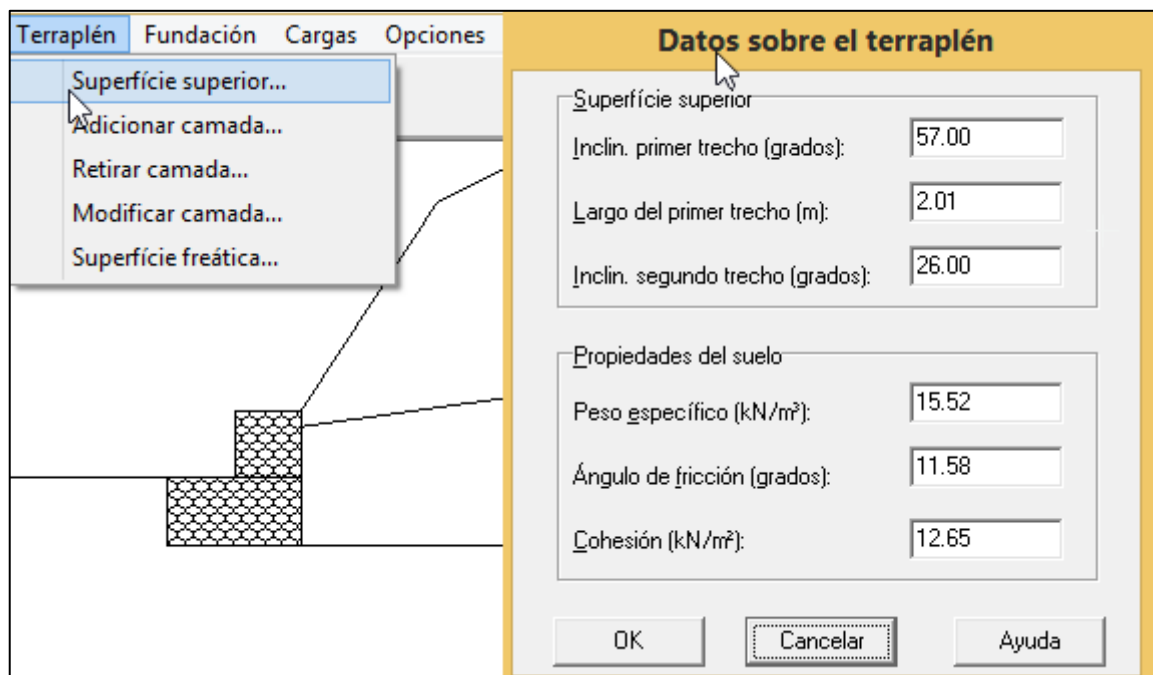 Terraplén Fundación Cargas Opciones
Superfície superior...
Adicionar camada...
Retirar camada...
Modificar camada...
Superfície freática...
Datos sobre el terraplén
Superfície superior
Inclin. primer trecho (grados): 57.00
Largo del primer trecho (m): 2.01
Inclin. segundo trecho (grados): 26.00
Propiedades del suelo
Peso específico (kN/m³): 15.52
Ángulo de fricción (grados): 11.58
Cohesión (kN/m²): 12.65
OK Cancelar Ayuda